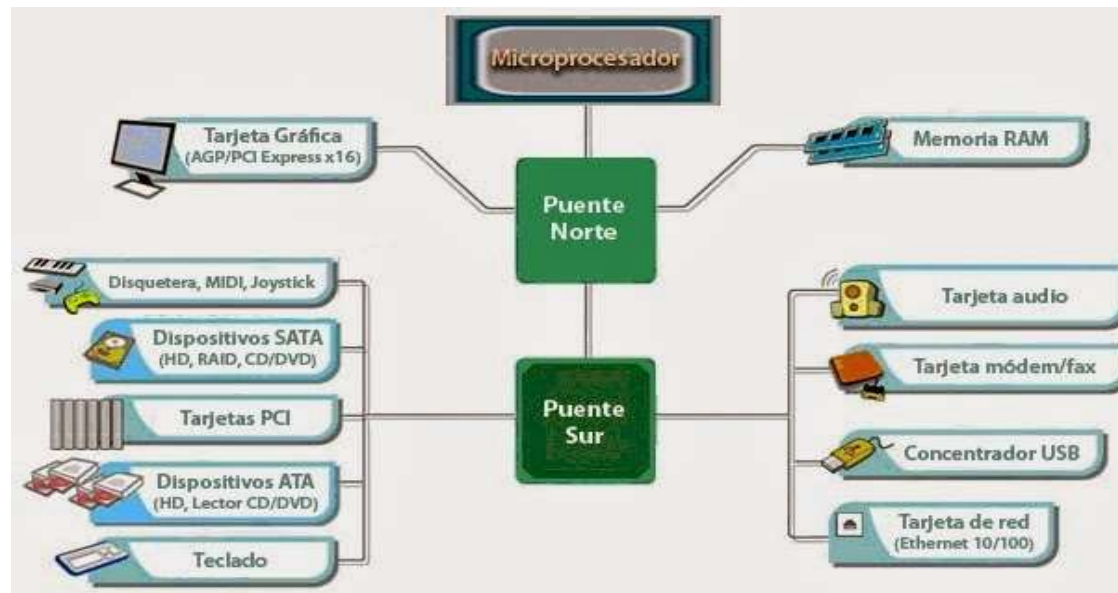 Microprocesador
Tarjeta Gráfica
(AGP/PCI Express x16)
Memoria RAM
Puente
Norte
Disquetera, MIDI, Joystick
Dispositivos SATA
(HD, RAID, CD/DVD)
Tarjetas PCI
Dispositivos ATA
(HD, Lector CD/DVD)
Teclado
Puente
Sur
Tarjeta audio
Tarjeta módem/fax
Concentrador USB
Tarjeta de red
(Ethernet 10/100)